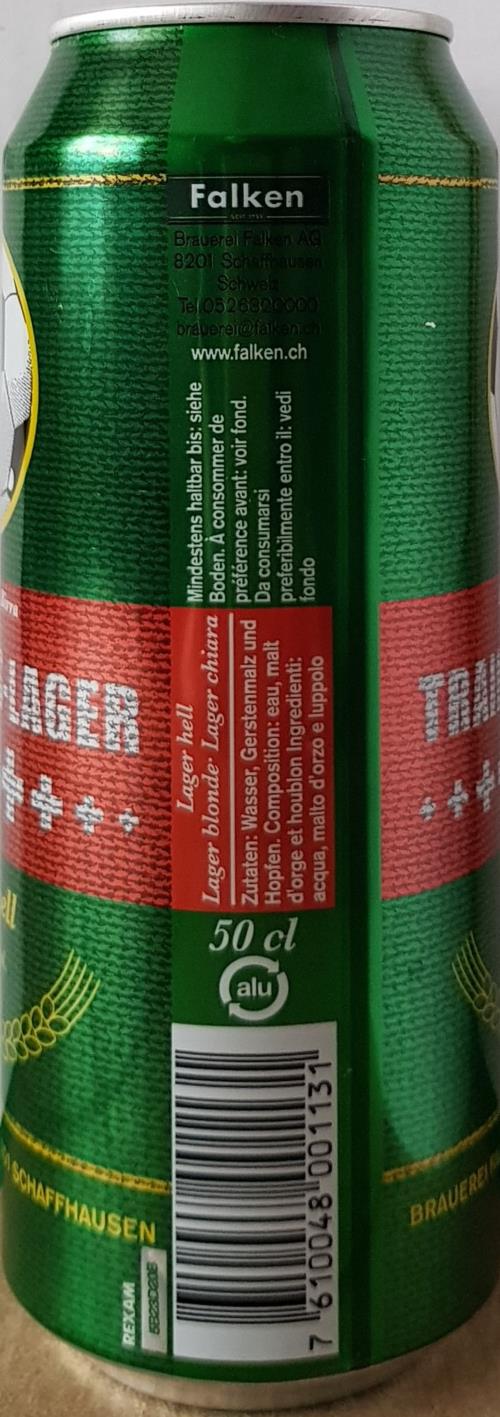 Falken
Brauerei Falken AG
8201 Schaffhausen
Schweiz
Tel.0526320000
brauerei@falken.ch
www.falken.ch
Mindestens haltbar bis: siehe
Boden. À consommer de
préférence avant: voir fond.
Da consumarsi
preferibilmente entro il: vedi
fondo
Lager hell
Lager blonde· Lager chiara
Zutaten: Wasser, Gerstenmalz und
Hopfen. Composition: eau, malt
d'orge et houblon Ingredienti:
acqua, malto d'orzo e luppolo
50 cl
alu
7 610048 001131
REXAM
-LAGER
ell
SCHAFFHAUSEN
TRA
BRAUEREI